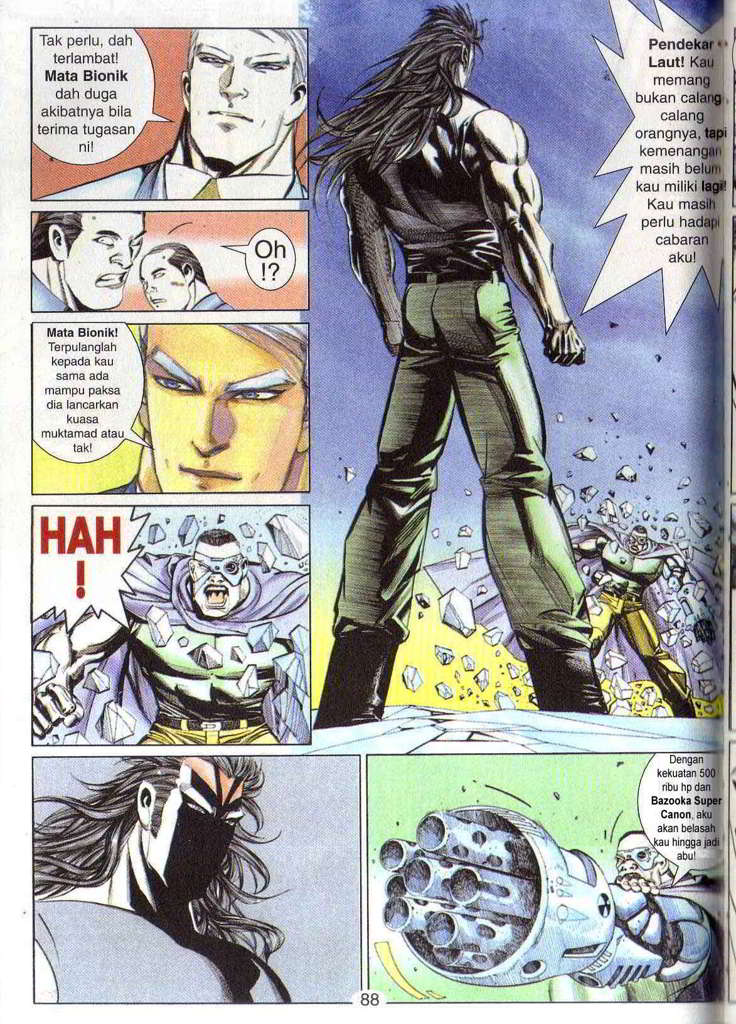 Tak perlu, dah
terlambat!
Mata Bionik
dah duga
akibatnya bila
terima tugasan
ni!
Oh
!?
Mata Bionik!
Terpulanglah
kepada kau
sama ada
mampu paksa
dia lancarkan
kuasa
muktamad atau
tak!
HAH
!
Pendekar
Laut! Kau
memang
bukan calang-
calang
orangnya, tapi
kemenangan
masih belum
kau miliki lagi!
Kau masih
perlu hadapi
cabaran
aku!
Dengan
kekuatan 500
ribu hp dan
Bazooka Super
Canon, aku
akan belasah
kau hingga jadi
abu!
88